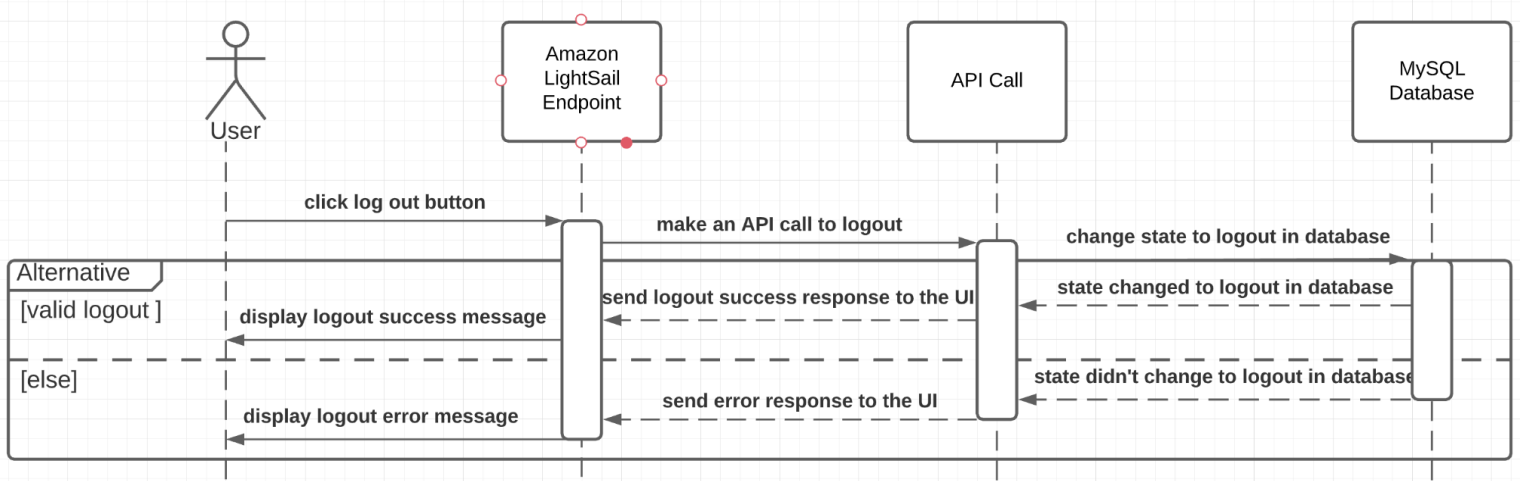 Amazon
LightSail
Endpoint
API Call
MySQL
Database
User
click log out button
make an API call to logout
change state to logout in database
Alternative
[valid logout ]
state changed to logout in database
send logout success response to the UI
display logout success message
[else]
state didn't change to logout in database
send error response to the UI
display logout error message